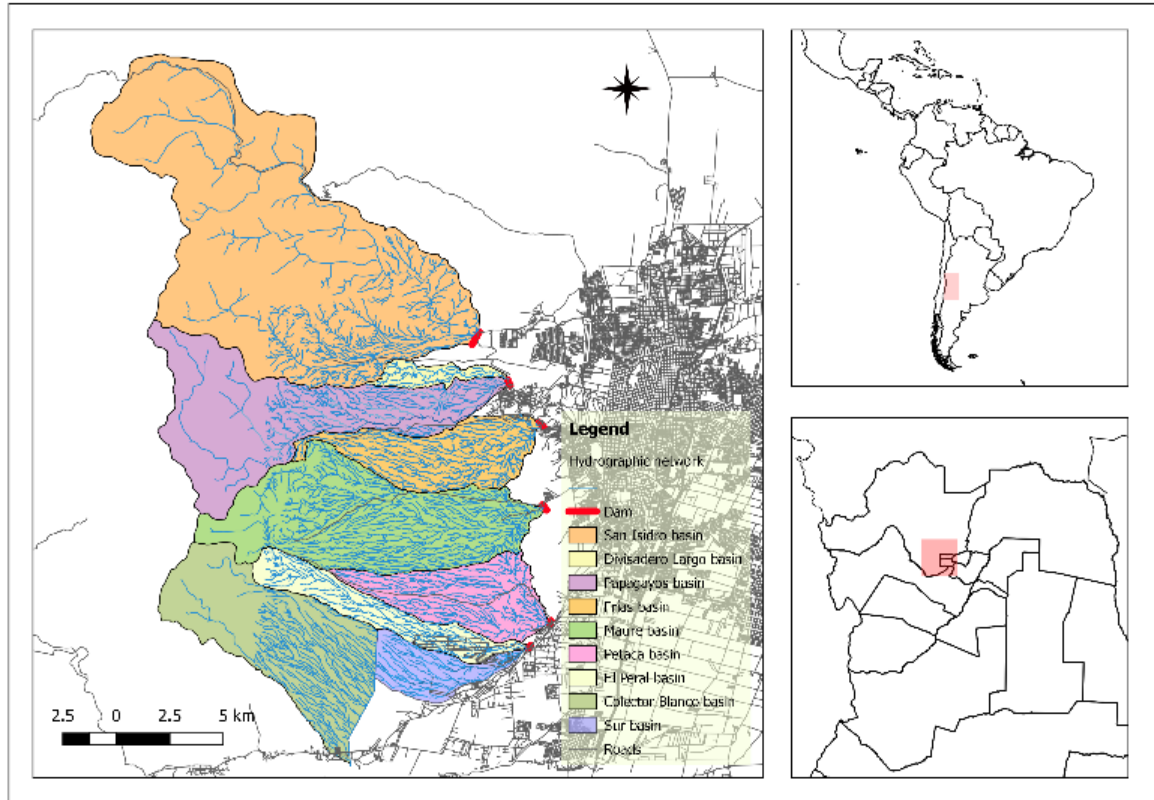 Legend
Hydrographic network
Dam
San Isidro basin
Divisadero Largo basin
Papagayos basin
Frias basin
Maure basin
Petaca basin
El Peral basin
Colector Blanco basin
Sur basin
Roads
2.5 0 2.5 5 km